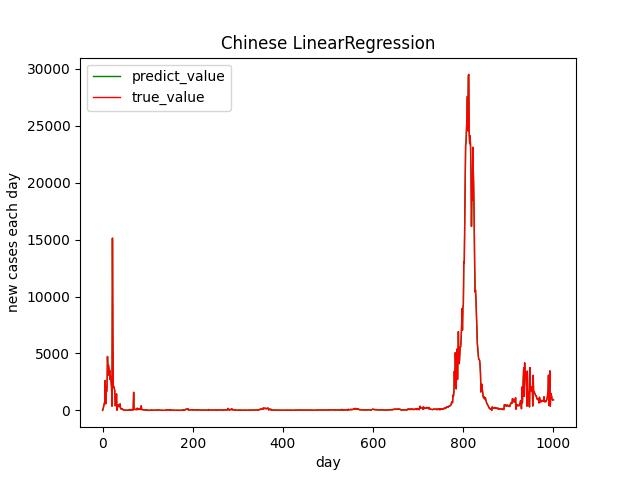 Chinese LinearRegression
predict_value
true_value
30000
25000
20000
15000
10000
5000
0
new cases each day
0 200 400 600 800 1000
day